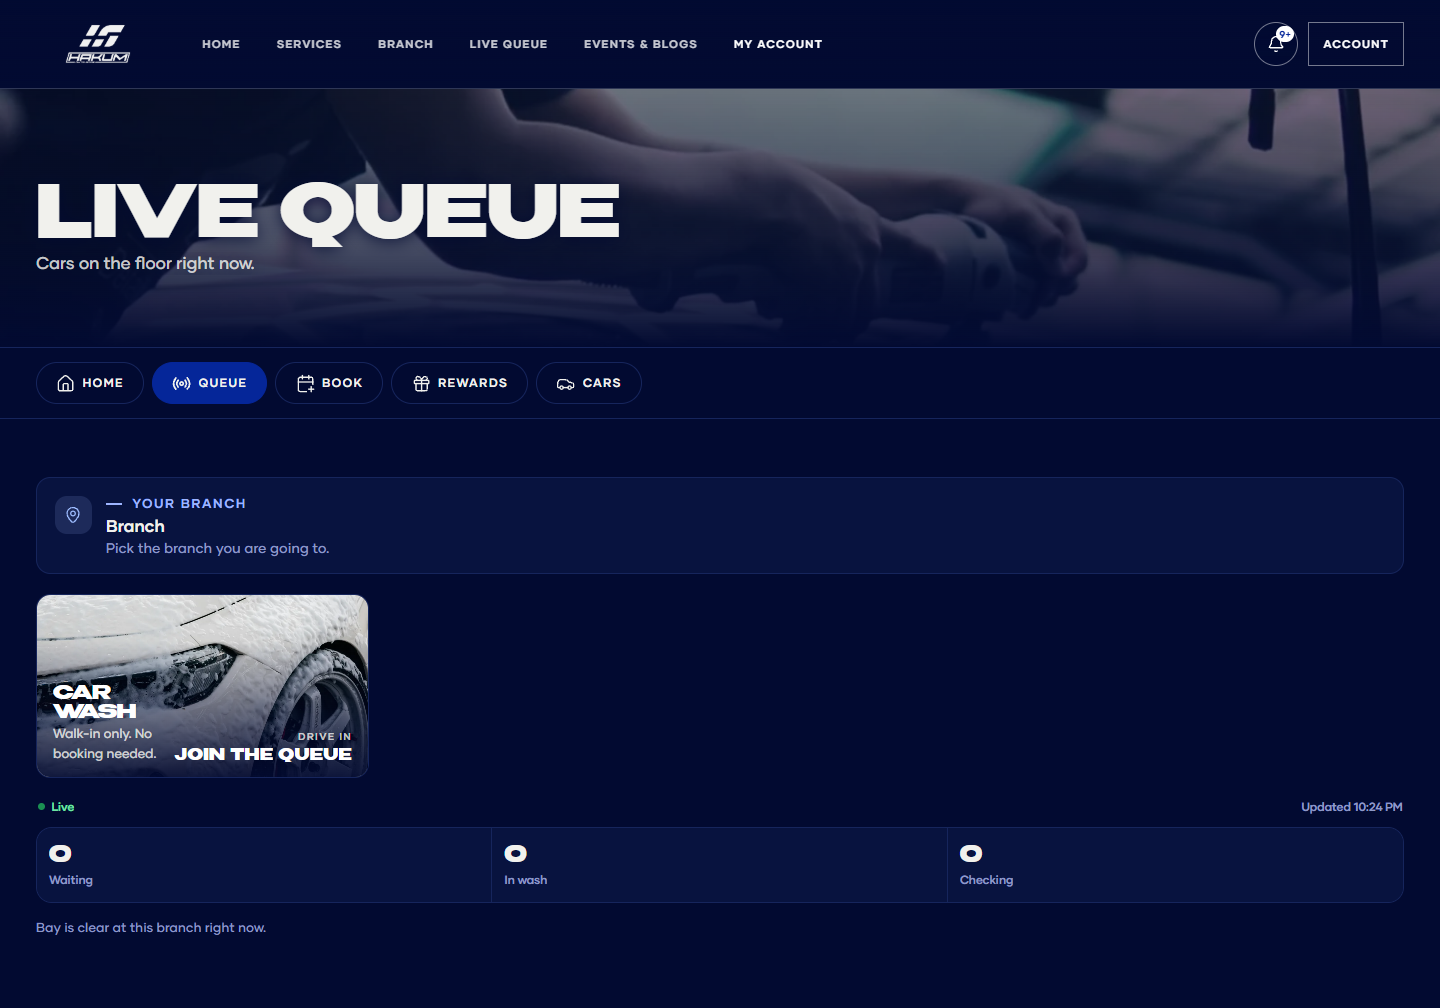 HAKUM
HOME
SERVICES
BRANCH
LIVE QUEUE
EVENTS & BLOGS
MY ACCOUNT
9+
ACCOUNT
LIVE QUEUE
Cars on the floor right now.
HOME
QUEUE
BOOK
REWARDS
CARS
YOUR BRANCH
Branch
Pick the branch you are going to.
CAR
WASH
Walk-in only. No
booking needed.
DRIVE IN
JOIN THE QUEUE
Live
Updated 10:24 PM
0
Waiting
0
In wash
0
Checking
Bay is clear at this branch right now.